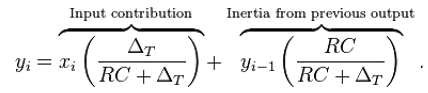 Input contribution Inertia from previous output
y_i = x_i ( Δ_T / (RC + Δ_T) ) + y_{i−1} ( RC / (RC + Δ_T) ) .